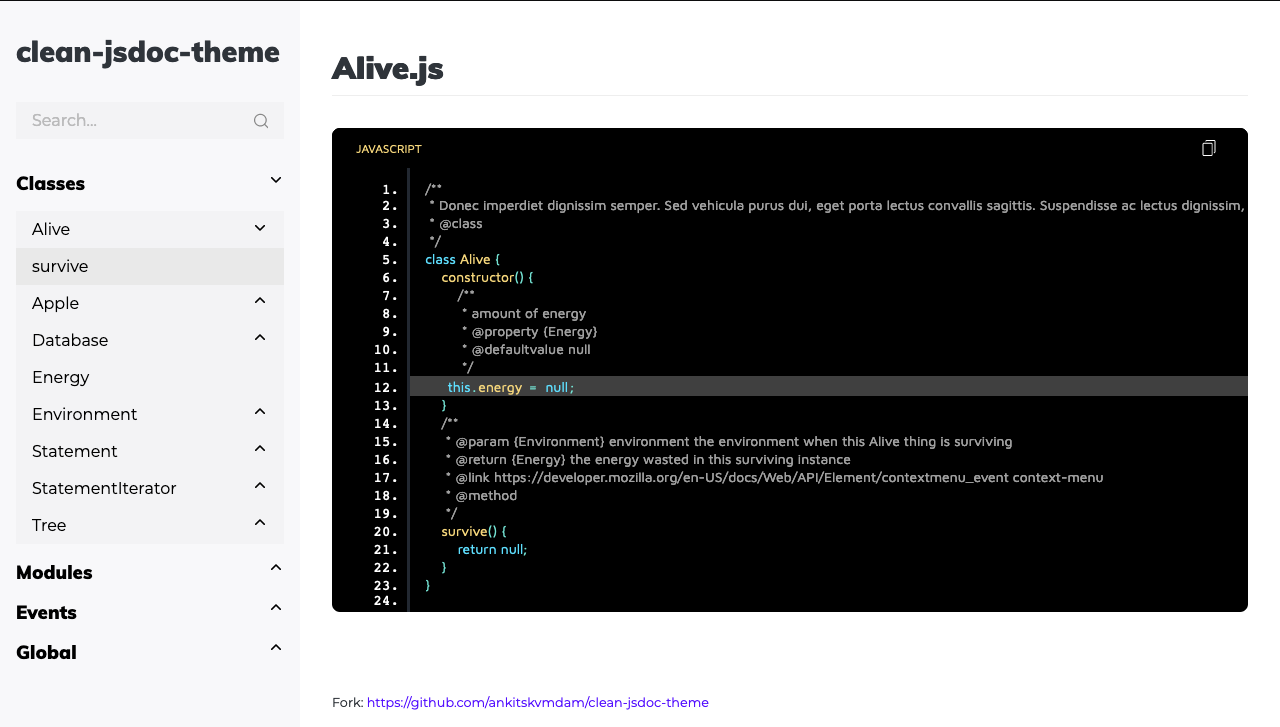 clean-jsdoc-theme
Search...
Classes
Alive
survive
Apple
Database
Energy
Environment
Statement
StatementIterator
Tree
Modules
Events
Global
Alive.js
JAVASCRIPT
1. /**
2. * Donec imperdiet dignissim semper. Sed vehicula purus dui, eget porta lectus convallis sagittis. Suspendisse ac lectus dignissim,
3. * @class
4. */
5. class Alive {
6. constructor() {
7. /**
8. * amount of energy
9. * @property {Energy}
10. * @defaultvalue null
11. */
12. this.energy = null;
13. }
14. /**
15. * @param {Environment} environment the environment when this Alive thing is surviving
16. * @return {Energy} the energy wasted in this surviving instance
17. * @link https://developer.mozilla.org/en-US/docs/Web/API/Element/contextmenu_event context-menu
18. * @method
19. */
20. survive() {
21. return null;
22. }
23. }
24.
Fork: https://github.com/ankitskvmdam/clean-jsdoc-theme